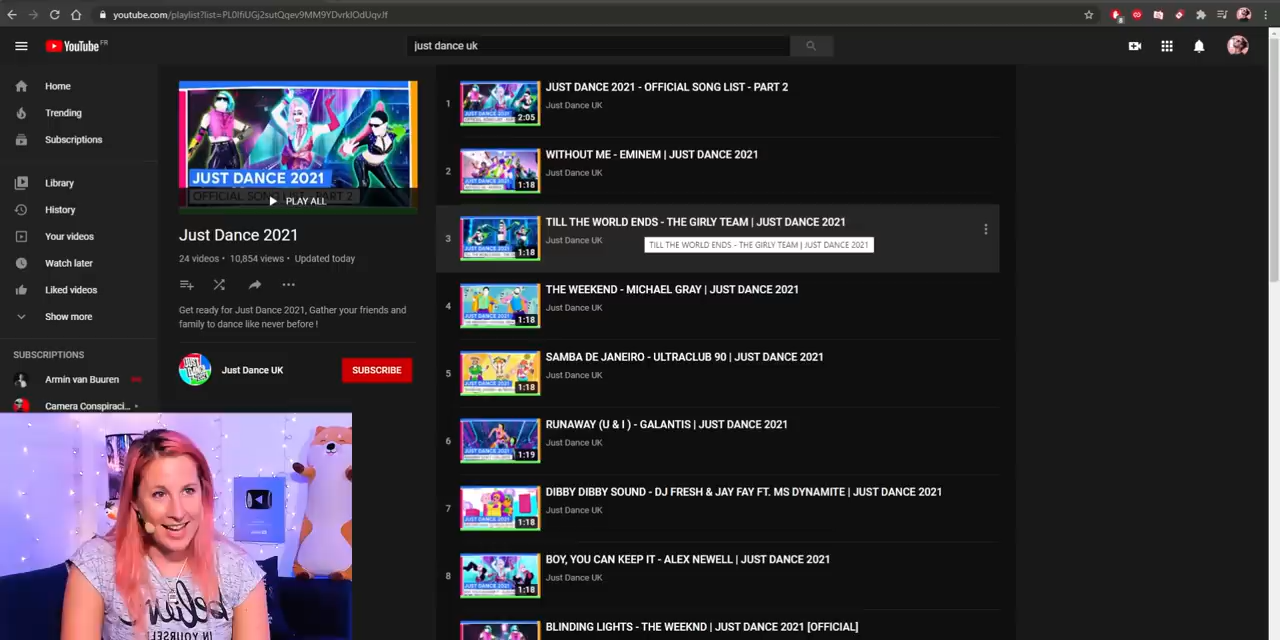 youtube.com/playlist?list=PL0IfiUGj2sutQqev9MM9YDvrkIOdUqvJf
YouTube FR
just dance uk
Home
Trending
Subscriptions
Library
History
Your videos
Watch later
Liked videos
Show more
SUBSCRIPTIONS
Armin van Buuren
Camera Conspiraci...
JUST DANCE 2021
OFFICIAL SONG LIST - PART 2
PLAY ALL
Just Dance 2021
24 videos • 10,854 views • Updated today
Get ready for Just Dance 2021, Gather your friends and
family to dance like never before !
Just Dance UK
SUBSCRIBE
1
2:05
JUST DANCE 2021 - OFFICIAL SONG LIST - PART 2
Just Dance UK
2
1:18
WITHOUT ME - EMINEM | JUST DANCE 2021
Just Dance UK
3
1:18
TILL THE WORLD ENDS - THE GIRLY TEAM | JUST DANCE 2021
Just Dance UK
TILL THE WORLD ENDS - THE GIRLY TEAM | JUST DANCE 2021
4
1:18
THE WEEKEND - MICHAEL GRAY | JUST DANCE 2021
Just Dance UK
5
1:18
SAMBA DE JANEIRO - ULTRACLUB 90 | JUST DANCE 2021
Just Dance UK
6
1:19
RUNAWAY (U & I ) - GALANTIS | JUST DANCE 2021
Just Dance UK
7
1:18
DIBBY DIBBY SOUND - DJ FRESH & JAY FAY FT. MS DYNAMITE | JUST DANCE 2021
Just Dance UK
8
1:18
BOY, YOU CAN KEEP IT - ALEX NEWELL | JUST DANCE 2021
Just Dance UK
BLINDING LIGHTS - THE WEEKND | JUST DANCE 2021 [OFFICIAL]
IN YOURSELF